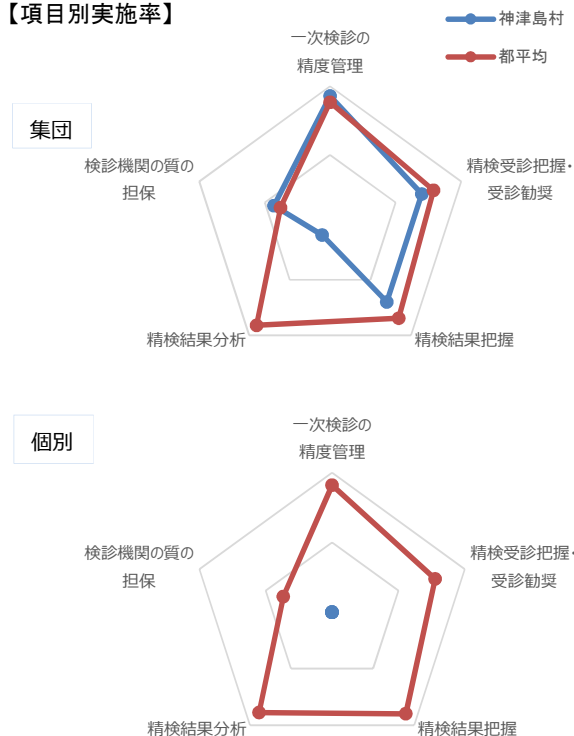 【項目別実施率】
神津島村
都平均
集団
一次検診の
精度管理
精検受診把握・
受診勧奨
精検結果把握
精検結果分析
検診機関の質の
担保
個別
一次検診の
精度管理
精検受診把握・
受診勧奨
精検結果把握
精検結果分析
検診機関の質の
担保